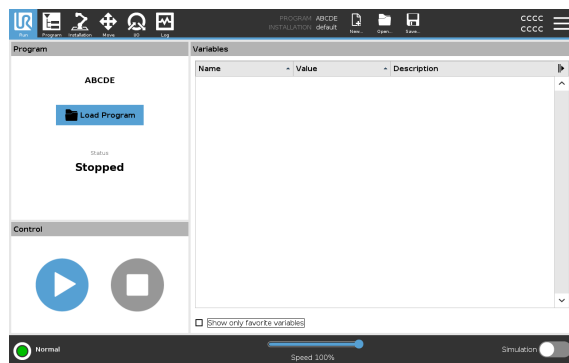 UR
Run
Program
Installation
Move
I/O
Log
PROGRAM ABCDE
INSTALLATION default
New...
Open...
Save...
CCCC
CCCC
Program
ABCDE
Load Program
Status
Stopped
Control
Variables
Name
Value
Description
Show only favorite variables
Normal
Speed 100%
Simulation